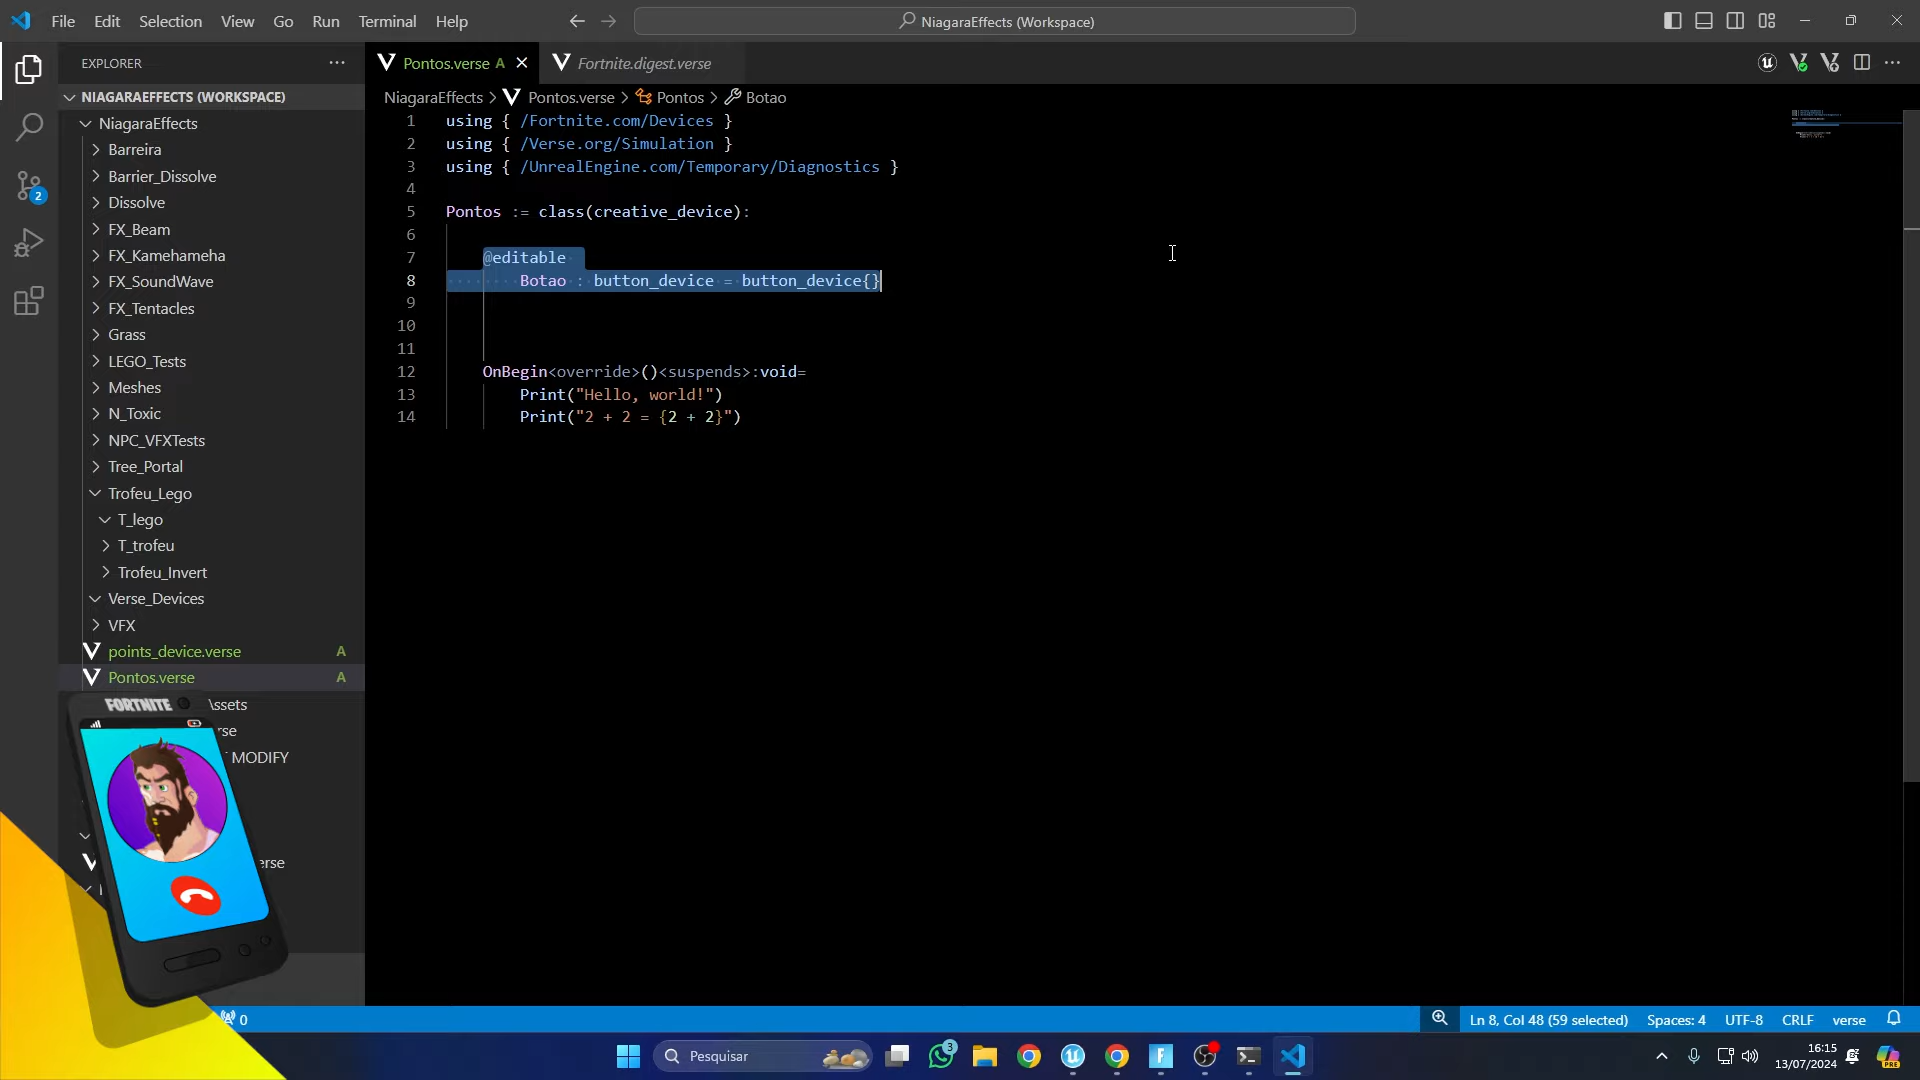 File Edit Selection View Go Run Terminal Help
NiagaraEffects (Workspace)
EXPLORER
Pontos.verse A
Fortnite.digest.verse
NIAGARAEFFECTS (WORKSPACE)
NiagaraEffects > Pontos.verse > Pontos > Botao
NiagaraEffects
Barreira
Barrier_Dissolve
Dissolve
FX_Beam
FX_Kamehameha
FX_SoundWave
FX_Tentacles
Grass
LEGO_Tests
Meshes
N_Toxic
NPC_VFXTests
Tree_Portal
Trofeu_Lego
T_lego
T_trofeu
Trofeu_Invert
Verse_Devices
VFX
points_device.verse A
Pontos.verse A
\ssets
rse
MODIFY
erse
2
1 using { /Fortnite.com/Devices }
2 using { /Verse.org/Simulation }
3 using { /UnrealEngine.com/Temporary/Diagnostics }
4
5 Pontos := class(creative_device):
6
7 @editable
8 Botao : button_device = button_device{}
9
10
11
12 OnBegin<override>()<suspends>:void=
13 Print("Hello, world!")
14 Print("2 + 2 = {2 + 2}")
FORTNITE
0
Ln 8, Col 48 (59 selected) Spaces: 4 UTF-8 CRLF verse
Pesquisar
3
16:15
13/07/2024
PRE